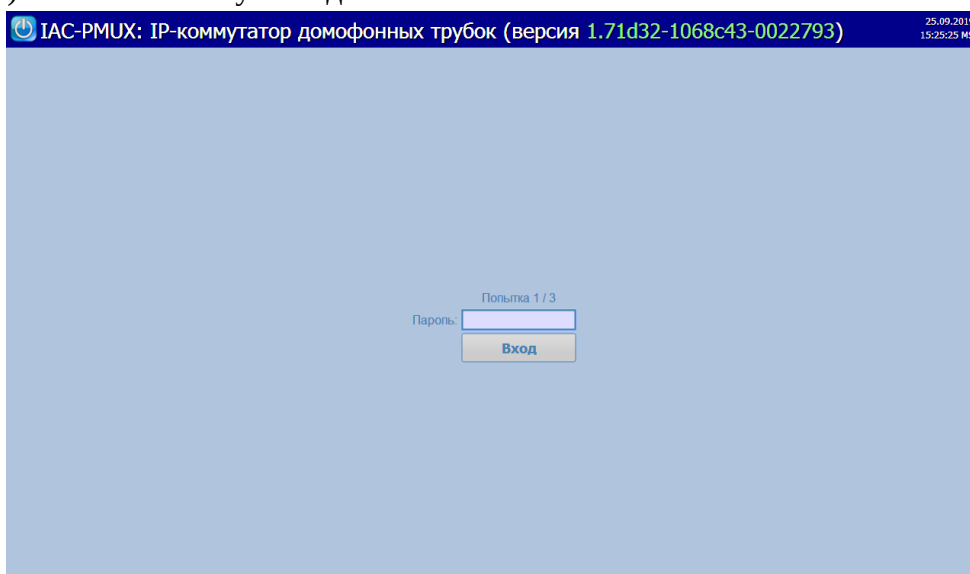 IAC-PMUX: IP-коммутатор домофонных трубок (версия 1.71d32-1068c43-0022793)
25.09.2019
15:25:25
Попытка 1 / 3
Пароль:
Вход